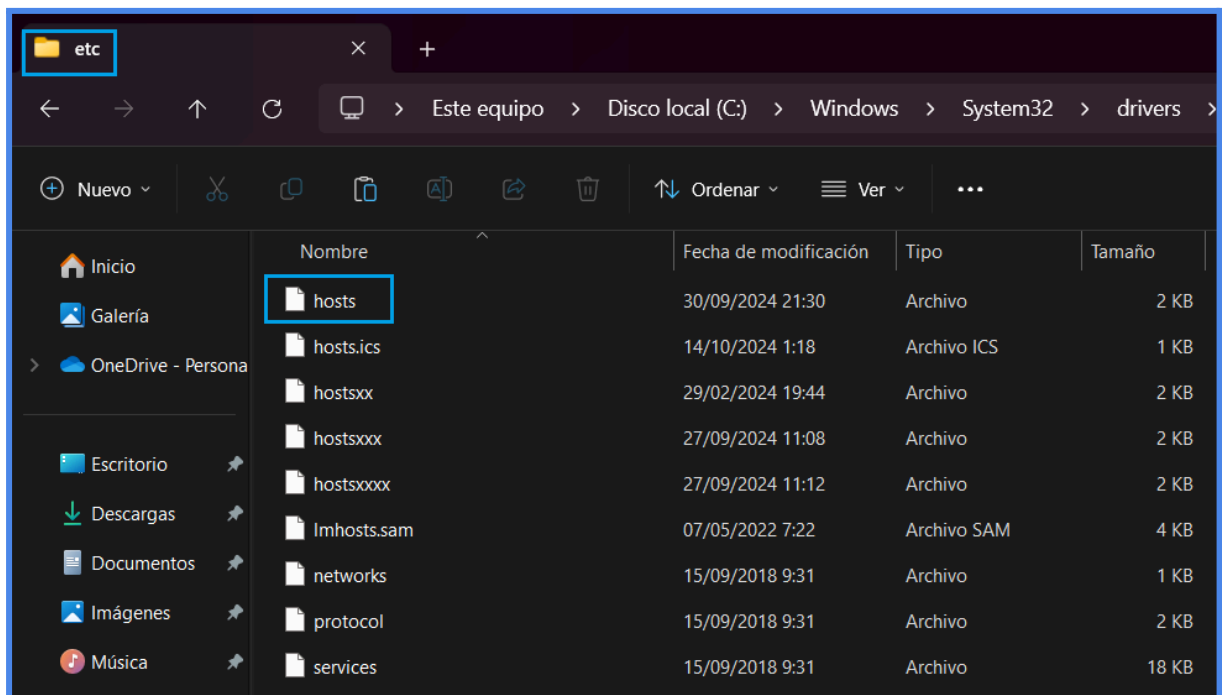 etc
Este equipo > Disco local (C:) > Windows > System32 > drivers >
Nuevo Ordenar Ver
Nombre Fecha de modificación Tipo Tamaño
Inicio
Galería
OneDrive - Persona
Escritorio
Descargas
Documentos
Imágenes
Música
hosts 30/09/2024 21:30 Archivo 2 KB
hosts.ics 14/10/2024 1:18 Archivo ICS 1 KB
hostsxx 29/02/2024 19:44 Archivo 2 KB
hostsxxx 27/09/2024 11:08 Archivo 2 KB
hostsxxxx 27/09/2024 11:12 Archivo 2 KB
lmhosts.sam 07/05/2022 7:22 Archivo SAM 4 KB
networks 15/09/2018 9:31 Archivo 1 KB
protocol 15/09/2018 9:31 Archivo 2 KB
services 15/09/2018 9:31 Archivo 18 KB